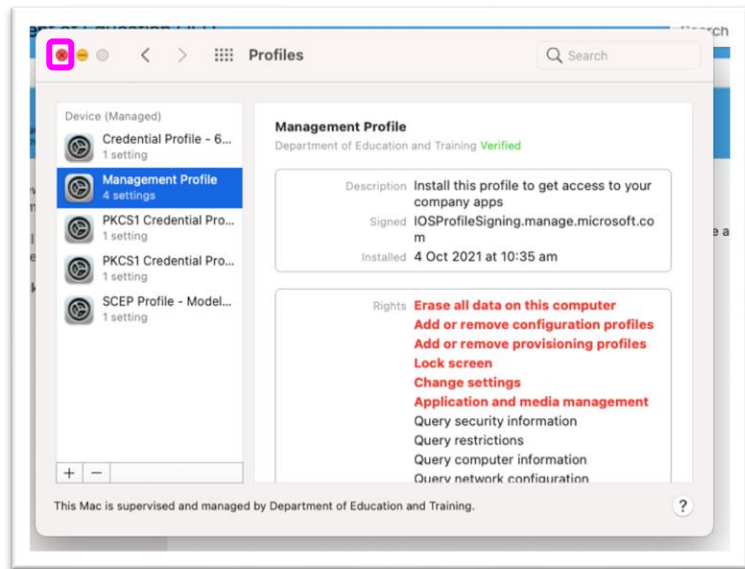 Profiles
Search
Device (Managed)
Credential Profile - 6...
1 setting
Management Profile
4 settings
PKCS1 Credential Pro...
1 setting
PKCS1 Credential Pro...
1 setting
SCEP Profile - Model...
1 setting
Management Profile
Department of Education and Training Verified
Description Install this profile to get access to your
company apps
Signed IOSProfileSigning.manage.microsoft.co
m
Installed 4 Oct 2021 at 10:35 am
Rights Erase all data on this computer
Add or remove configuration profiles
Add or remove provisioning profiles
Lock screen
Change settings
Application and media management
Query security information
Query restrictions
Query computer information
Query network configuration
+ −
This Mac is supervised and managed by Department of Education and Training.
?